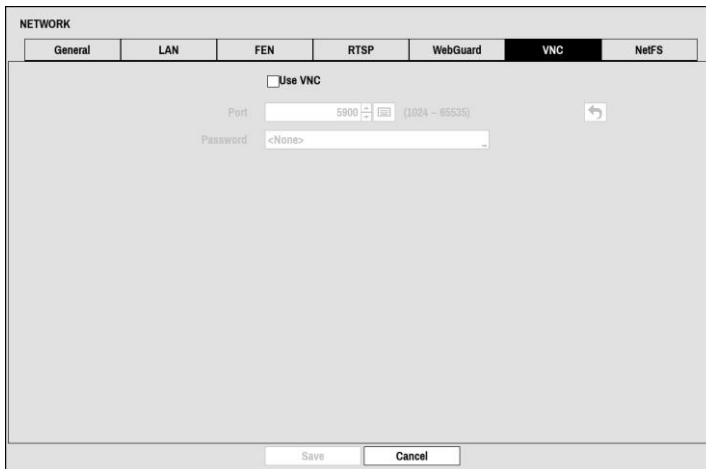 NETWORK
General LAN FEN RTSP WebGuard VNC NetFS
Use VNC
Port 5900 (1024 ~ 65535)
Password <None>
Save Cancel